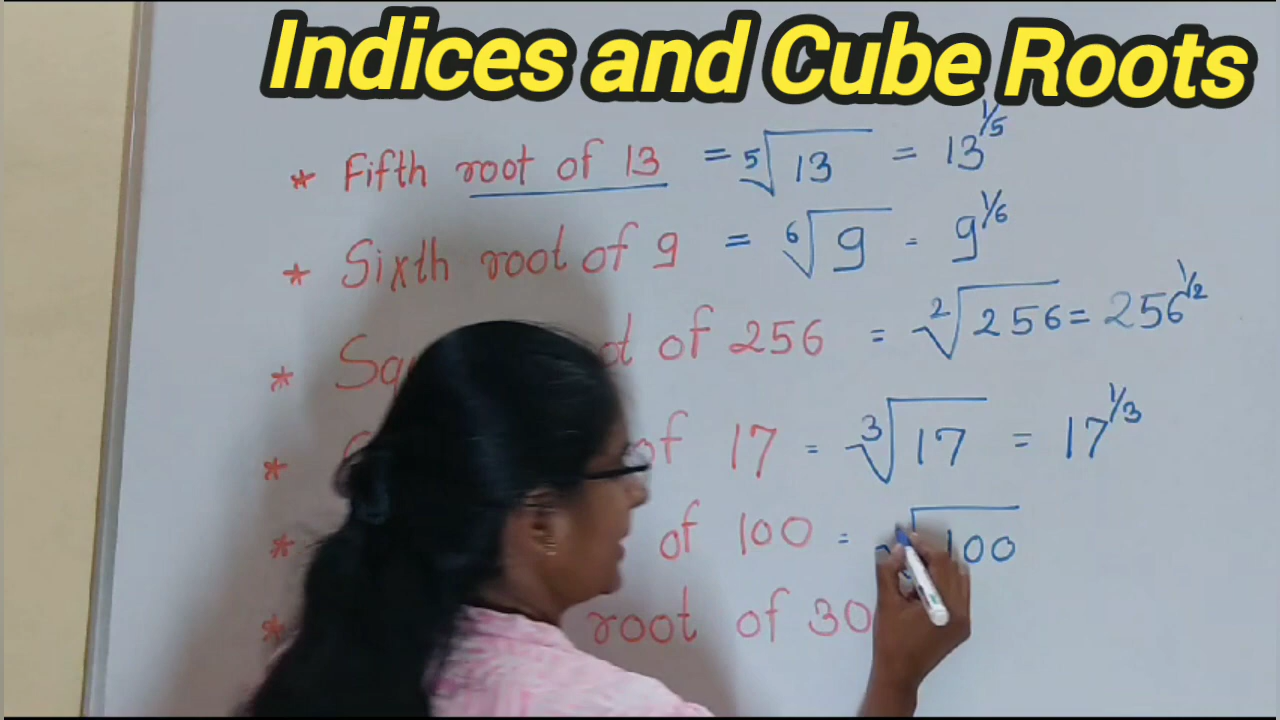 Indices and Cube Roots
* Fifth root of 13 = ⁵√13 = 13^1/5
* Sixth root of 9 = ⁶√9 = 9^1/6
* of 256 = ²√256 = 256^1/2
* of 17 = ³√17 = 17^1/3
* of 100 = √100
* root of 30